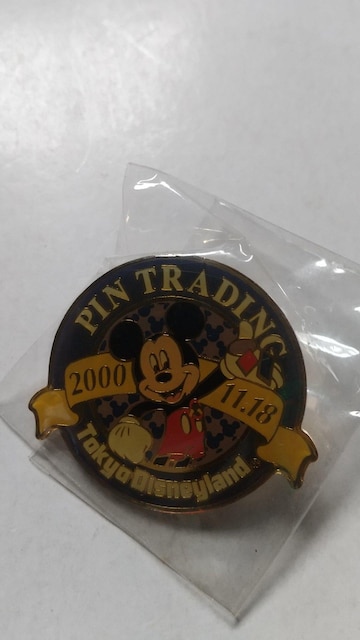 PIN TRADING
2000
11.18
Tokyo Disneyland